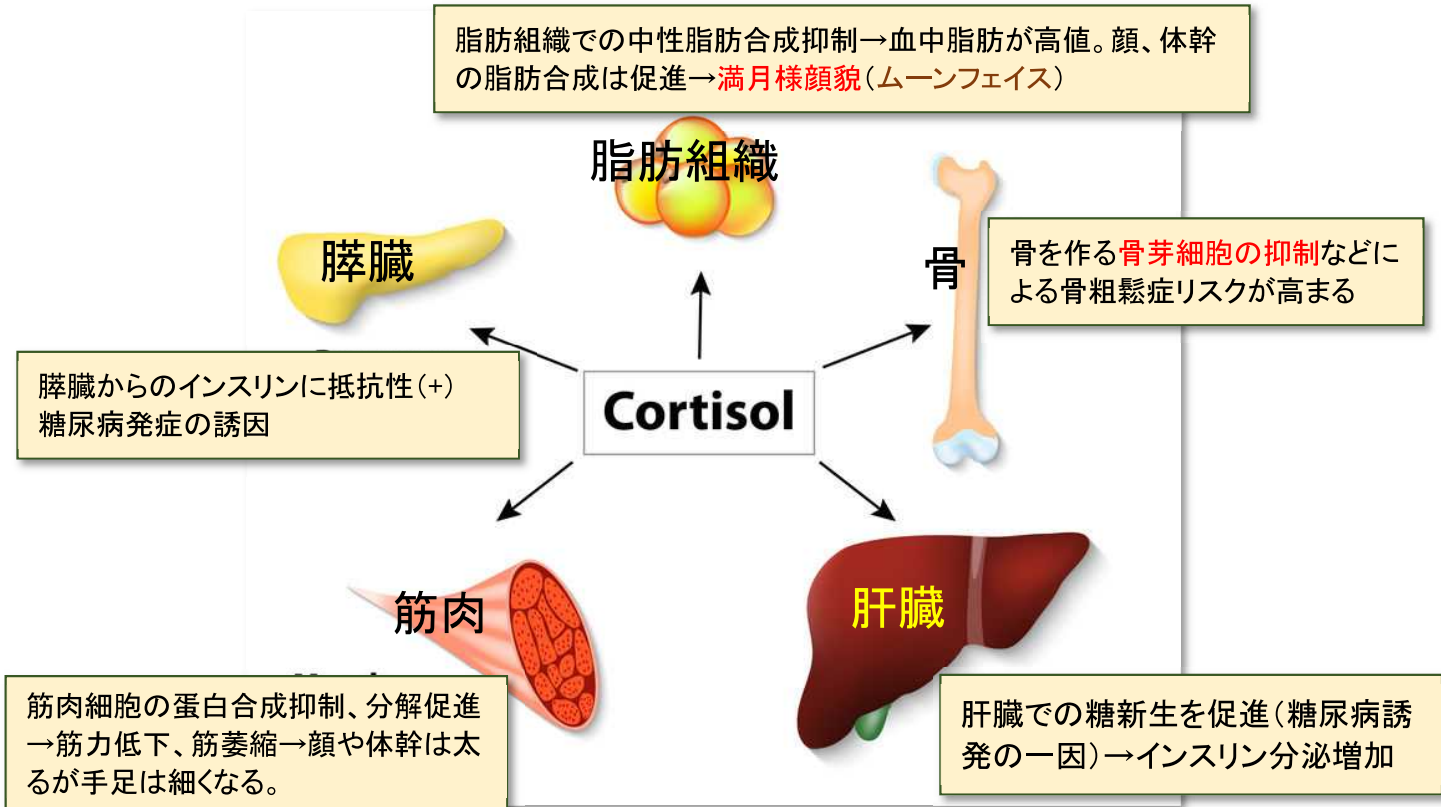 脂肪組織での中性脂肪合成抑制→血中脂肪が高値。顔、体幹
の脂肪合成は促進→満月様顔貌(ムーンフェイス)
脂肪組織
膵臓
骨
骨を作る骨芽細胞の抑制などに
よる骨粗鬆症リスクが高まる
膵臓からのインスリンに抵抗性(+)
糖尿病発症の誘因
Cortisol
筋肉
肝臓
筋肉細胞の蛋白合成抑制、分解促進
→筋力低下、筋萎縮→顔や体幹は太
るが手足は細くなる。
肝臓での糖新生を促進(糖尿病誘
発の一因)→インスリン分泌増加